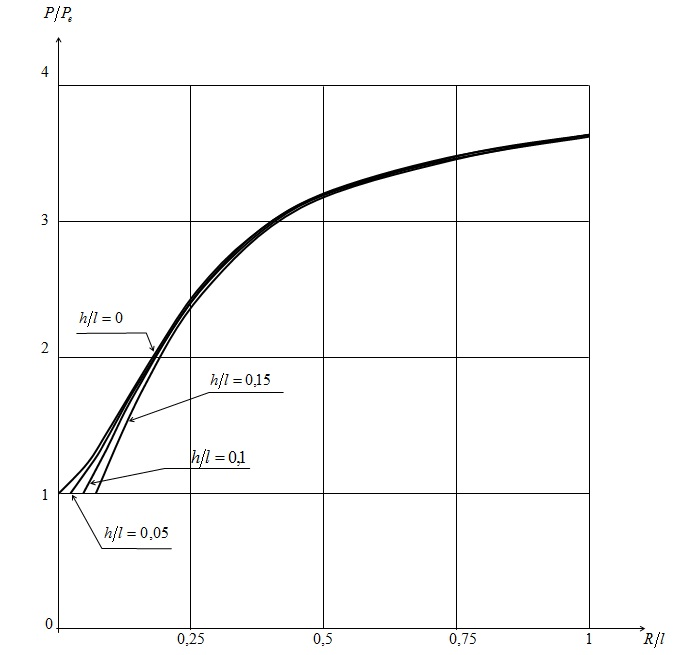 P/Pₑ
4
3
h/l = 0
2
h/l = 0,15
h/l = 0,1
1
h/l = 0,05
0
0,25 0,5 0,75 1 R/l